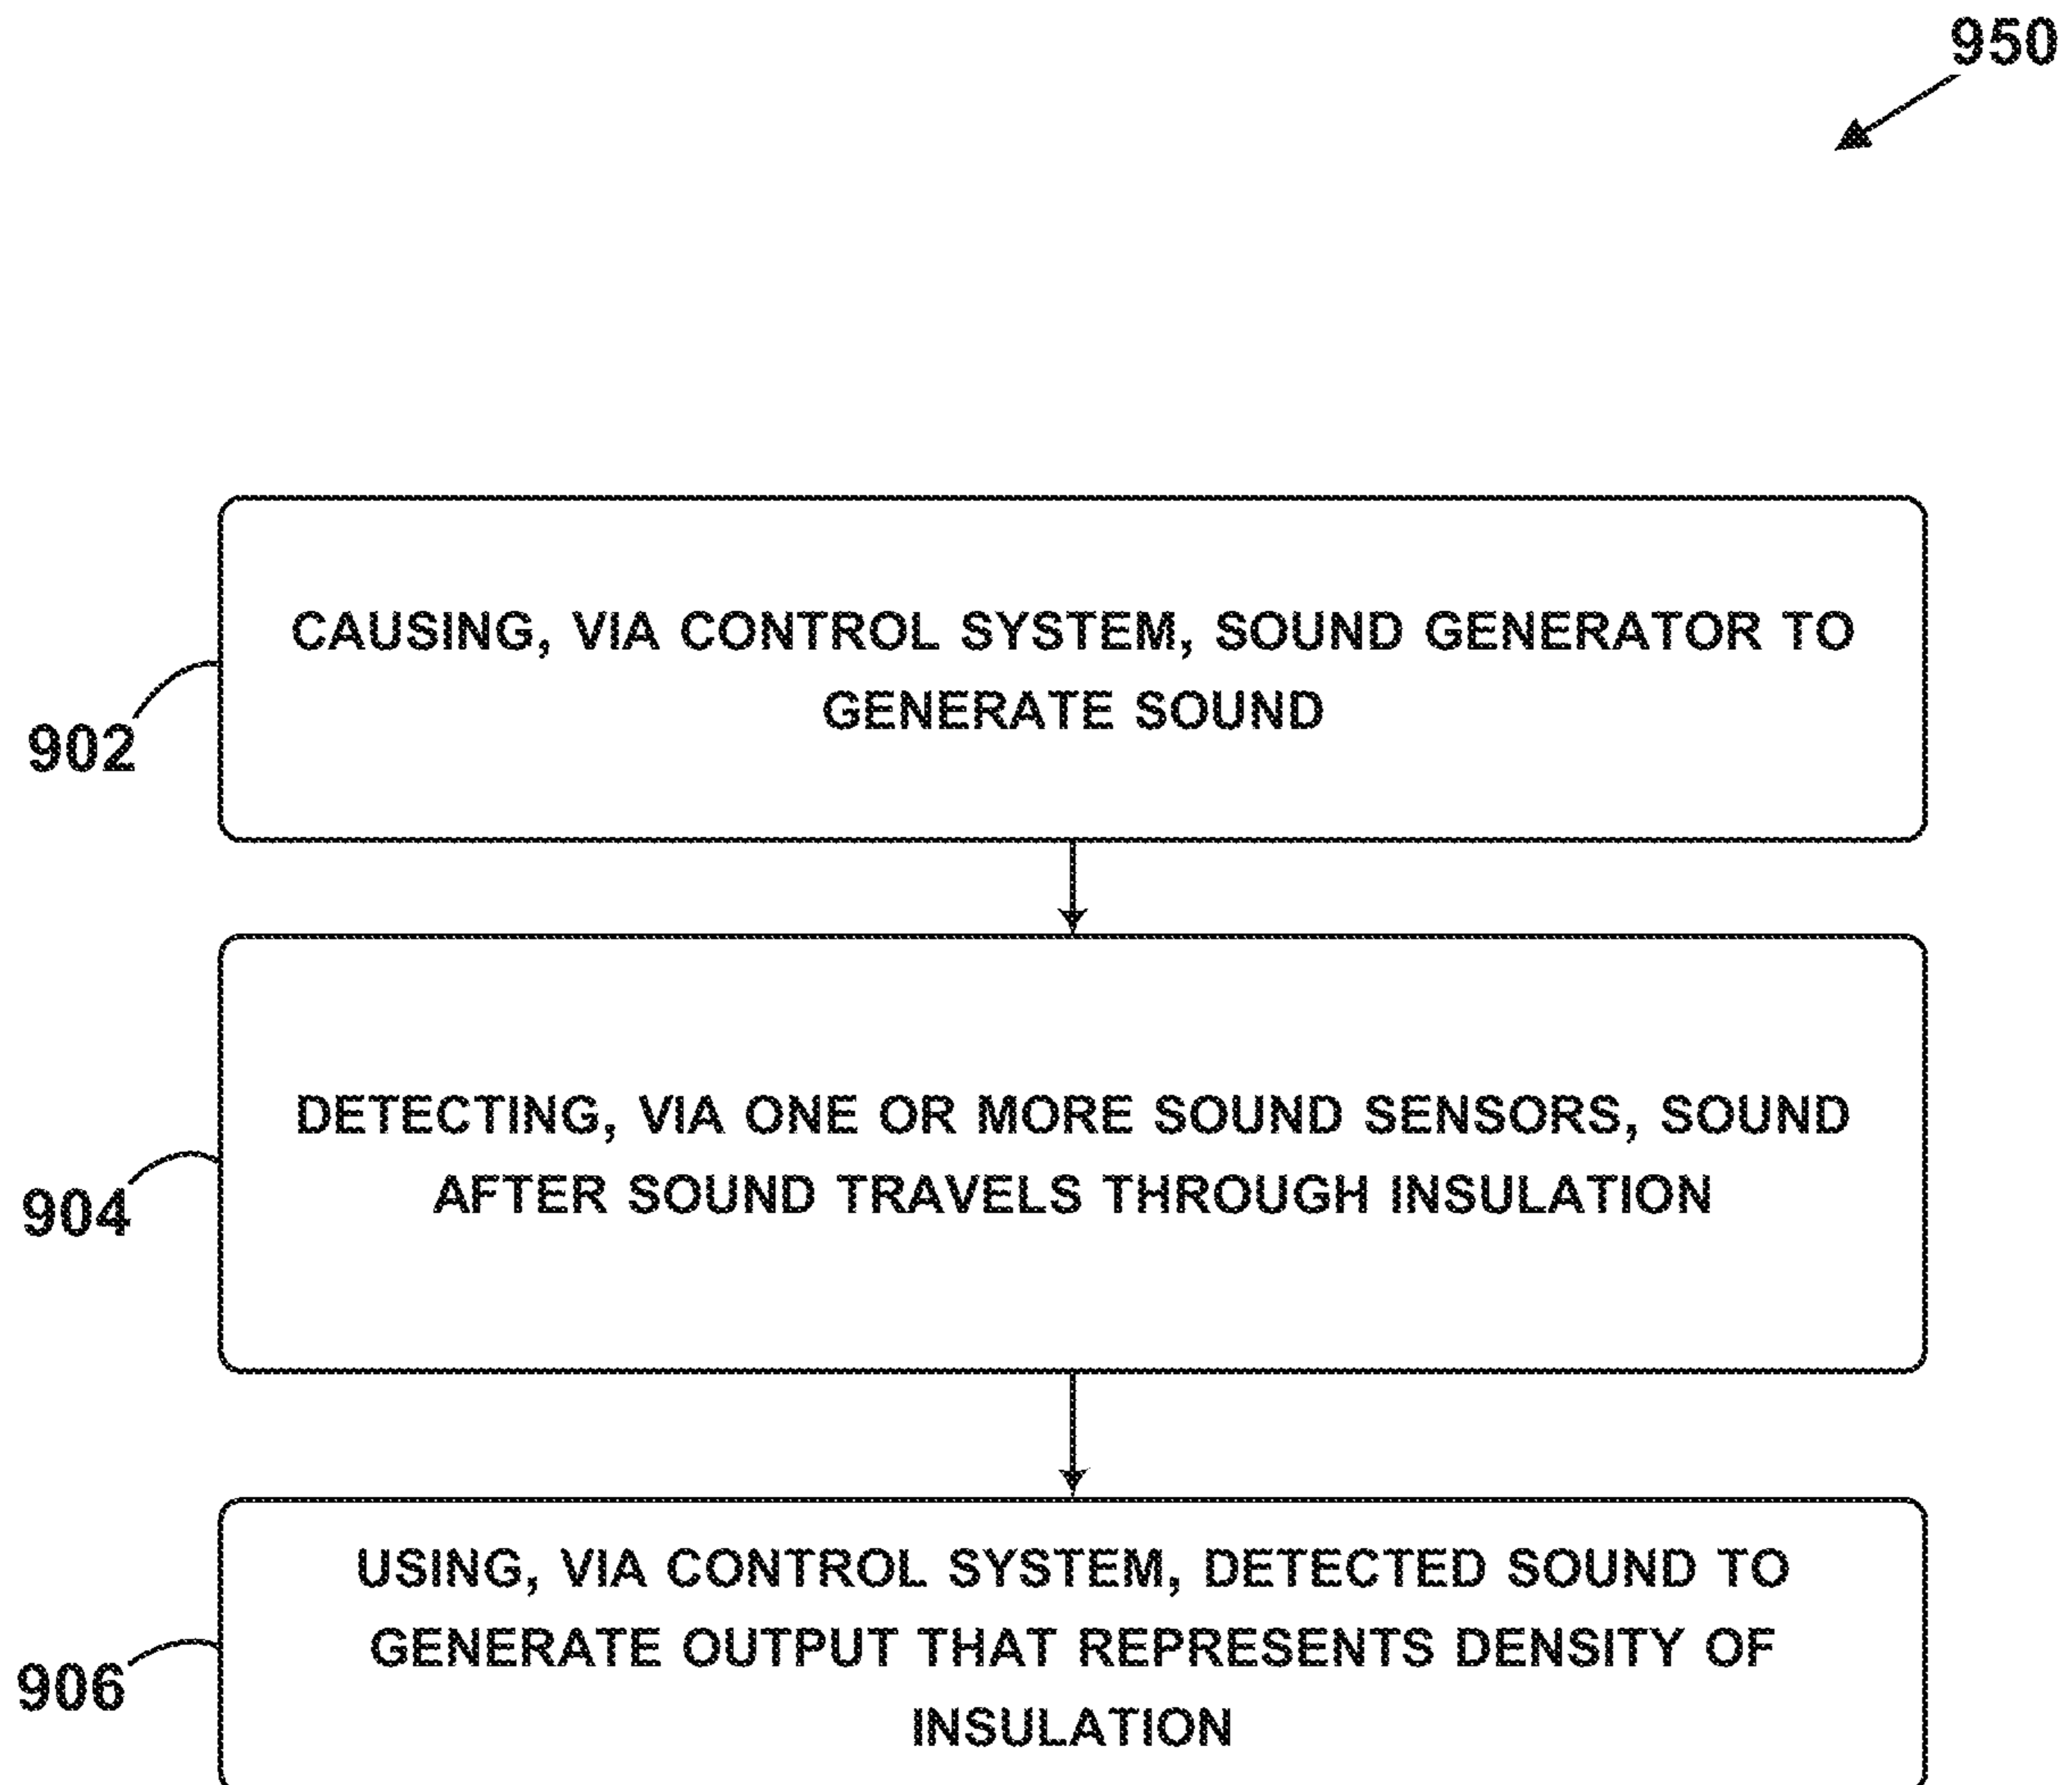 950
CAUSING, VIA CONTROL SYSTEM, SOUND GENERATOR TO
GENERATE SOUND
902
DETECTING, VIA ONE OR MORE SOUND SENSORS, SOUND
AFTER SOUND TRAVELS THROUGH INSULATION
904
USING, VIA CONTROL SYSTEM, DETECTED SOUND TO
GENERATE OUTPUT THAT REPRESENTS DENSITY OF
INSULATION
906